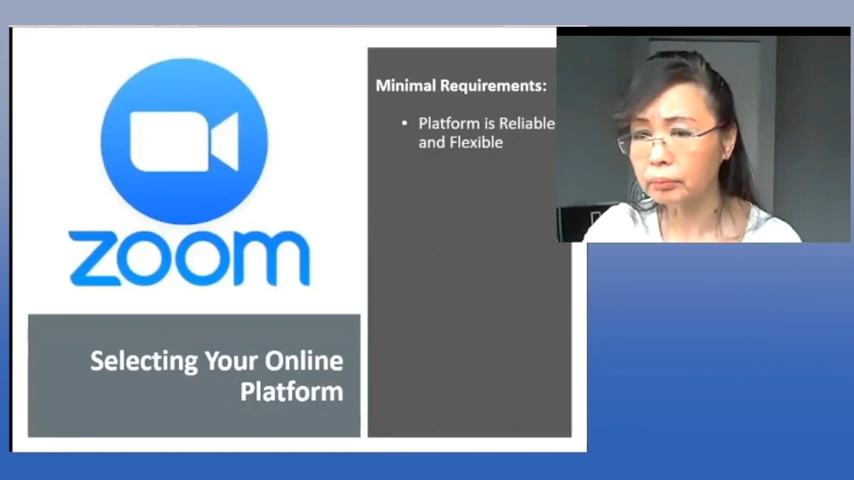 zoom
Selecting Your Online
Platform
Minimal Requirements:
• Platform is Reliable
and Flexible